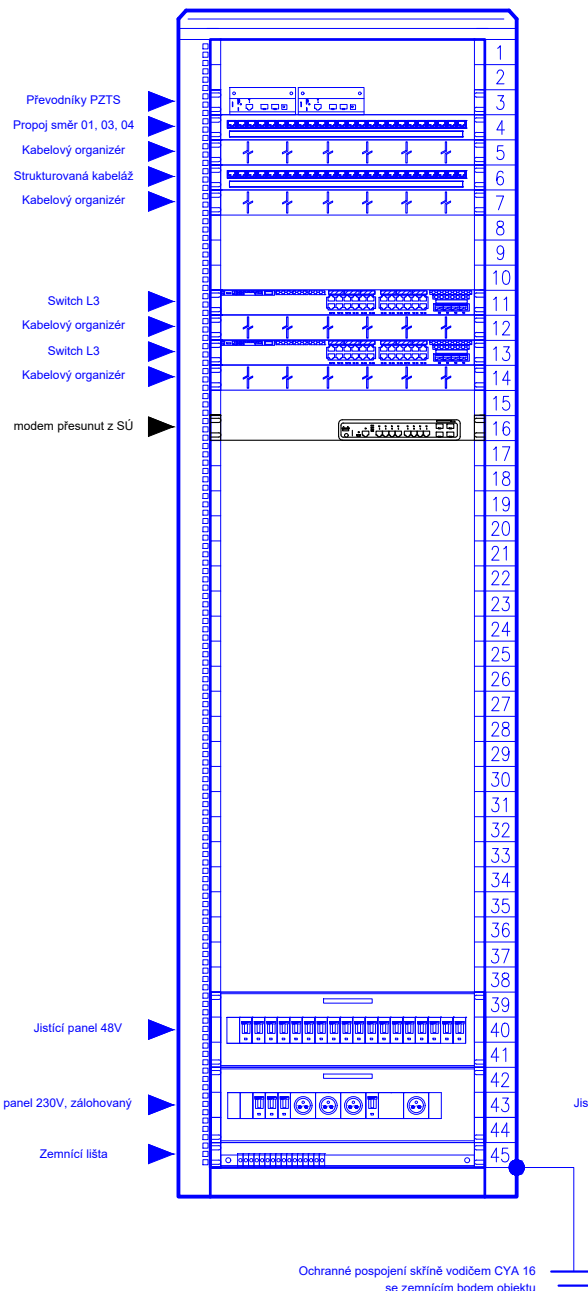 1
2
Převodníky PZTS 3
Propoj směr 01, 03, 04 4
Kabelový organizér 5
Strukturovaná kabeláž 6
Kabelový organizér 7
8
9
10
Switch L3 11
Kabelový organizér 12
Switch L3 13
Kabelový organizér 14
15
modem přesunut z SÚ 16
17
18
19
20
21
22
23
24
25
26
27
28
29
30
31
32
33
34
35
36
37
38
39
Jistící panel 48V 40
41
42
panel 230V, zálohovaný 43
Jis
44
Zemnící lišta 45
Ochranné pospojení skříně vodičem CYA 16
se zemnícím bodem objektu